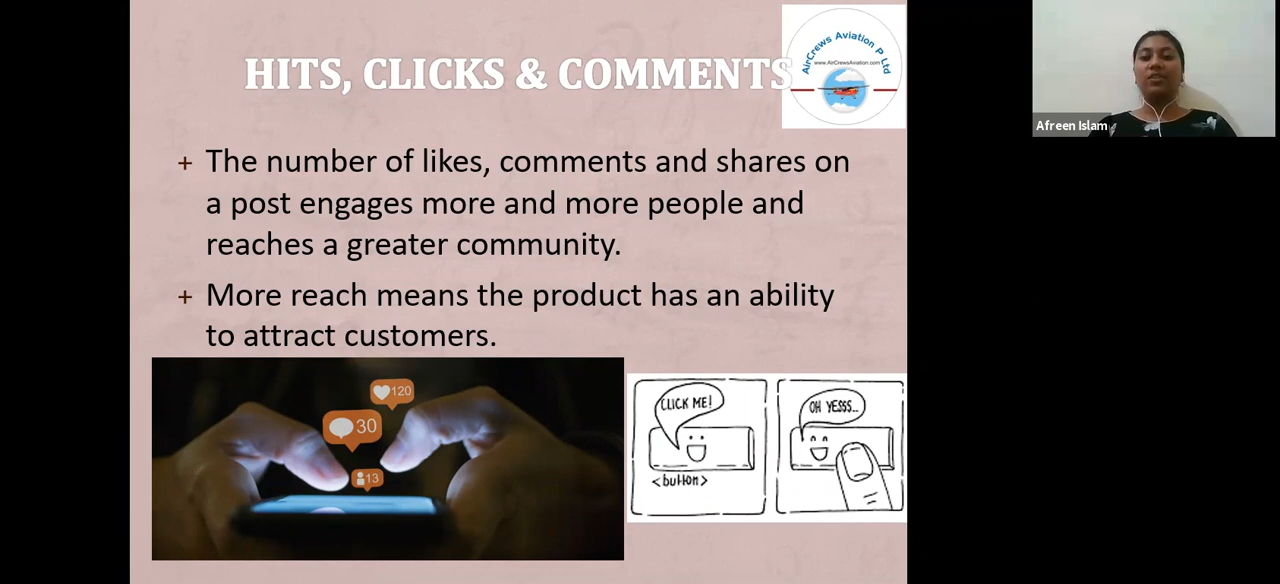 HITS, CLICKS & COMMENTS
AirCrews Aviation P Ltd
www.AirCrewsAviation.com
Afreen Islam
+ The number of likes, comments and shares on
a post engages more and more people and
reaches a greater community.
+ More reach means the product has an ability
to attract customers.
120
30
13
CLICK ME!
<button>
OH YESSS...